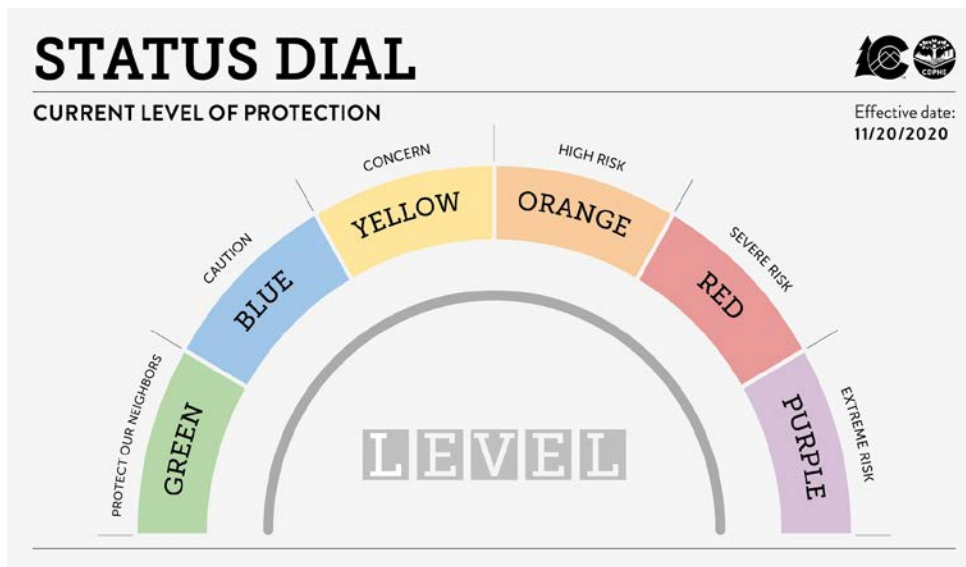 STATUS DIAL
CURRENT LEVEL OF PROTECTION
Effective date:
11/20/2020
CDPHE
PROTECT OUR NEIGHBORS
GREEN
CAUTION
BLUE
CONCERN
YELLOW
HIGH RISK
ORANGE
SEVERE RISK
RED
EXTREME RISK
PURPLE
LEVEL